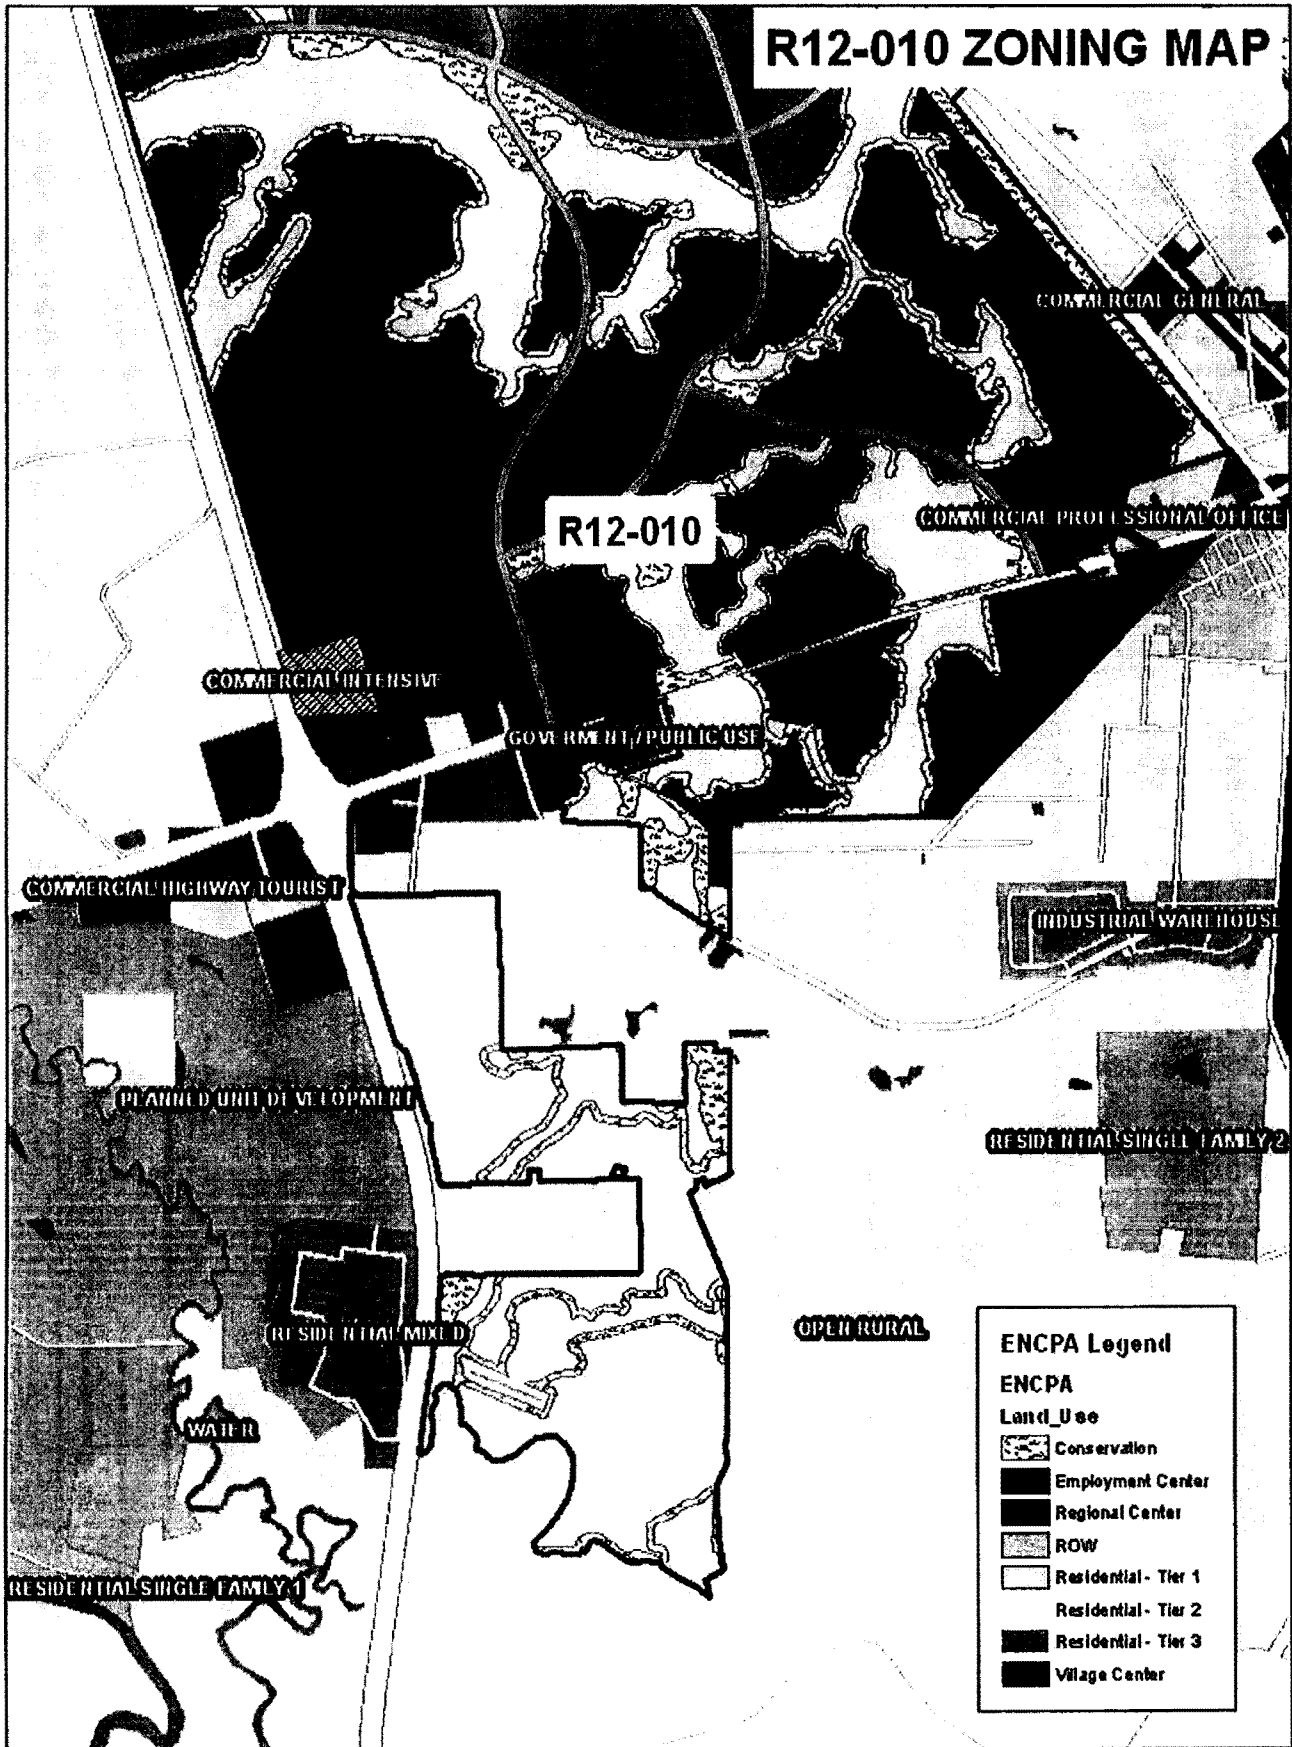 R12-010 ZONING MAP
COMMERCIAL GENERAL
R12-010
COMMERCIAL PROFESSIONAL OFFICE
COMMERCIAL INTENSIVE
GOVERMENT / PUBLIC USE
COMMERCIAL HIGHWAY TOURIST
INDUSTRIAL WAREHOUSE
PLANNED UNIT DEVELOPMENT
RESIDENTIAL SINGLE FAMILY 2
RESIDENTIAL MIXED
OPEN RURAL
WATER
RESIDENTIAL SINGLE FAMILY 1
ENCPA Legend
ENCPA
Land_Use
Conservation
Employment Center
Regional Center
ROW
Residential - Tier 1
Residential - Tier 2
Residential - Tier 3
Village Center